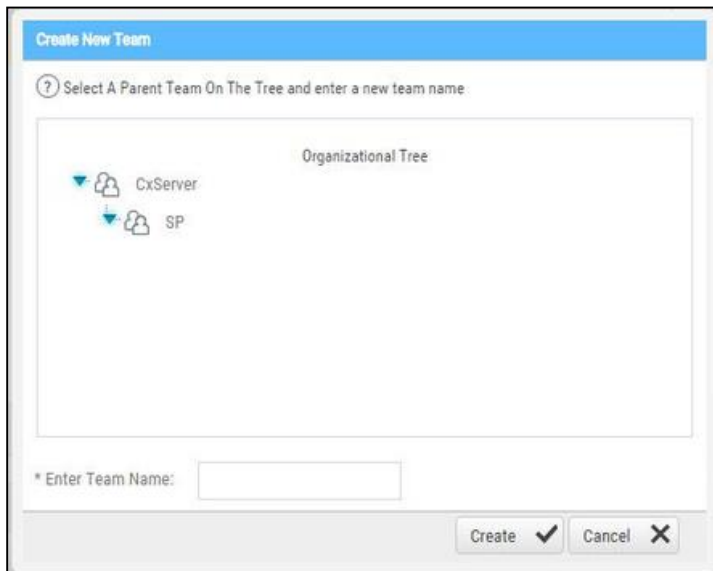 Create New Team
? Select A Parent Team On The Tree and enter a new team name
Organizational Tree
CxServer
SP
* Enter Team Name:
Create
Cancel